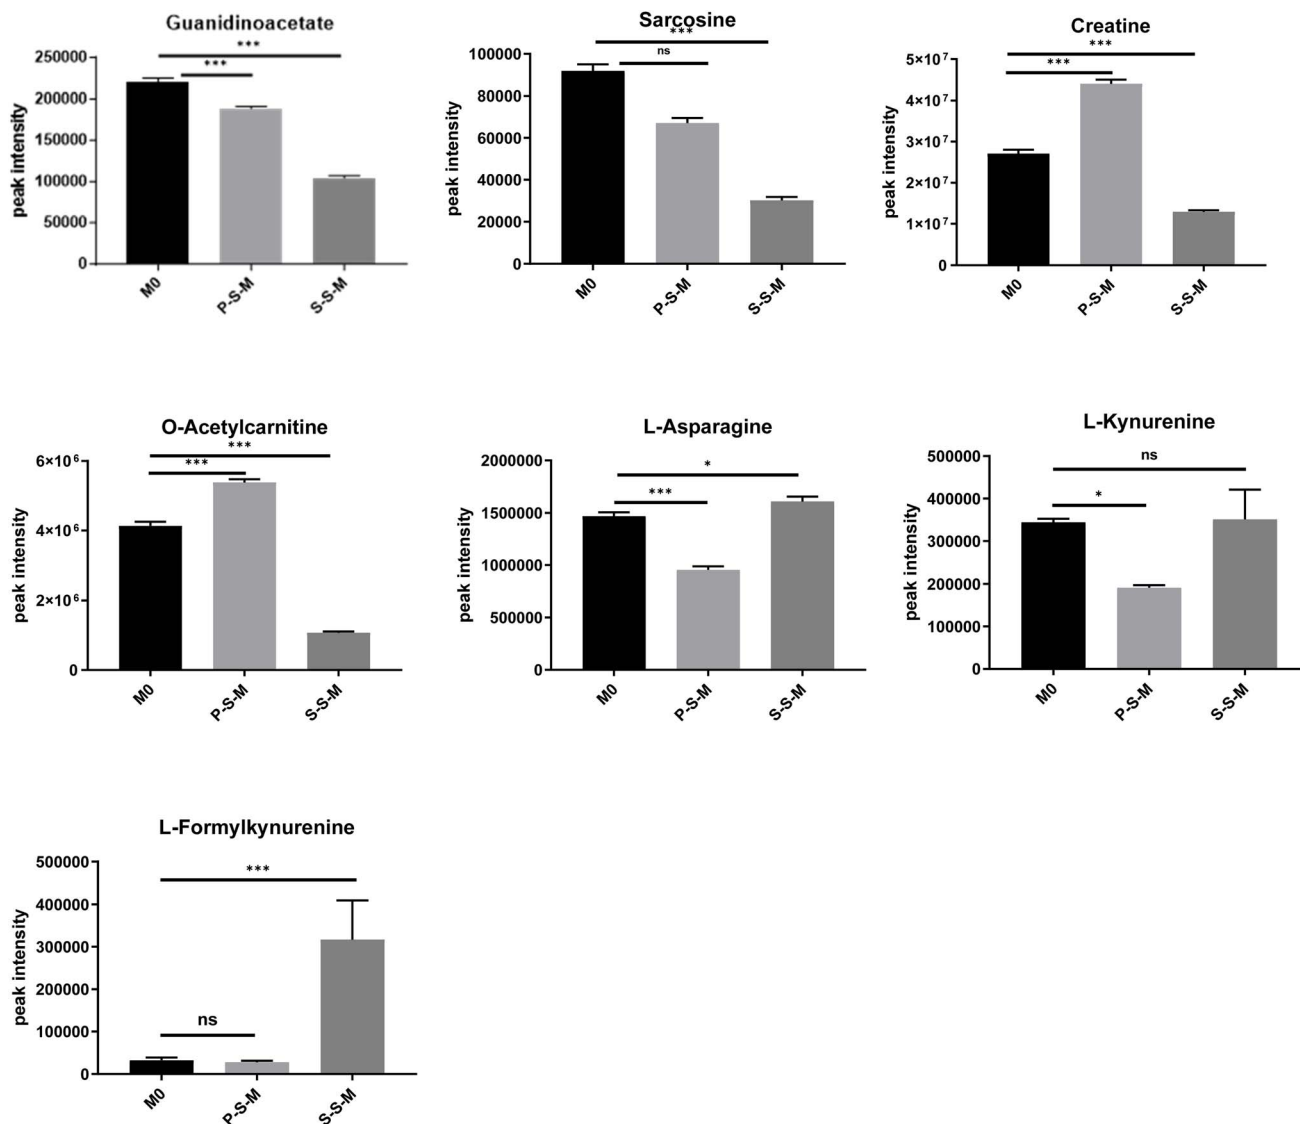 Guanidinoacetate
***
***
250000
200000
150000
100000
50000
0
peak intensity
M0
P-S-M
S-S-M
Sarcosine
***
ns
100000
80000
60000
40000
20000
0
peak intensity
M0
P-S-M
S-S-M
Creatine
***
***
5×10⁷
4×10⁷
3×10⁷
2×10⁷
1×10⁷
0
peak intensity
M0
P-S-M
S-S-M
O-Acetylcarnitine
***
***
6×10⁶
4×10⁶
2×10⁶
0
peak intensity
M0
P-S-M
S-S-M
L-Asparagine
*
***
2000000
1500000
1000000
500000
0
peak intensity
M0
P-S-M
S-S-M
L-Kynurenine
ns
*
500000
400000
300000
200000
100000
0
peak intensity
M0
P-S-M
S-S-M
L-Formylkynurenine
***
ns
500000
400000
300000
200000
100000
0
peak intensity
M0
P-S-M
S-S-M